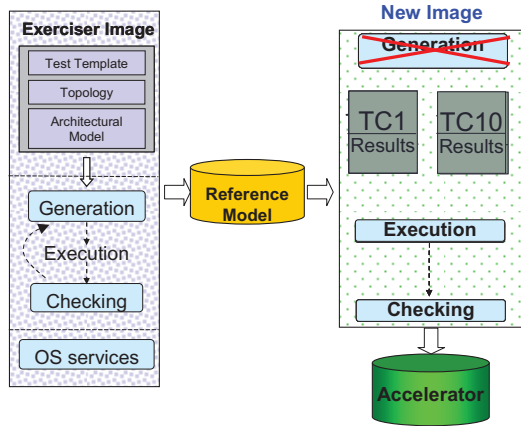 Exerciser Image
Test Template
Topology
Architectural
Model
Generation
Execution
Checking
OS services
Reference
Model
New Image
Generation
TC1
Results
TC10
Results
Execution
Checking
Accelerator